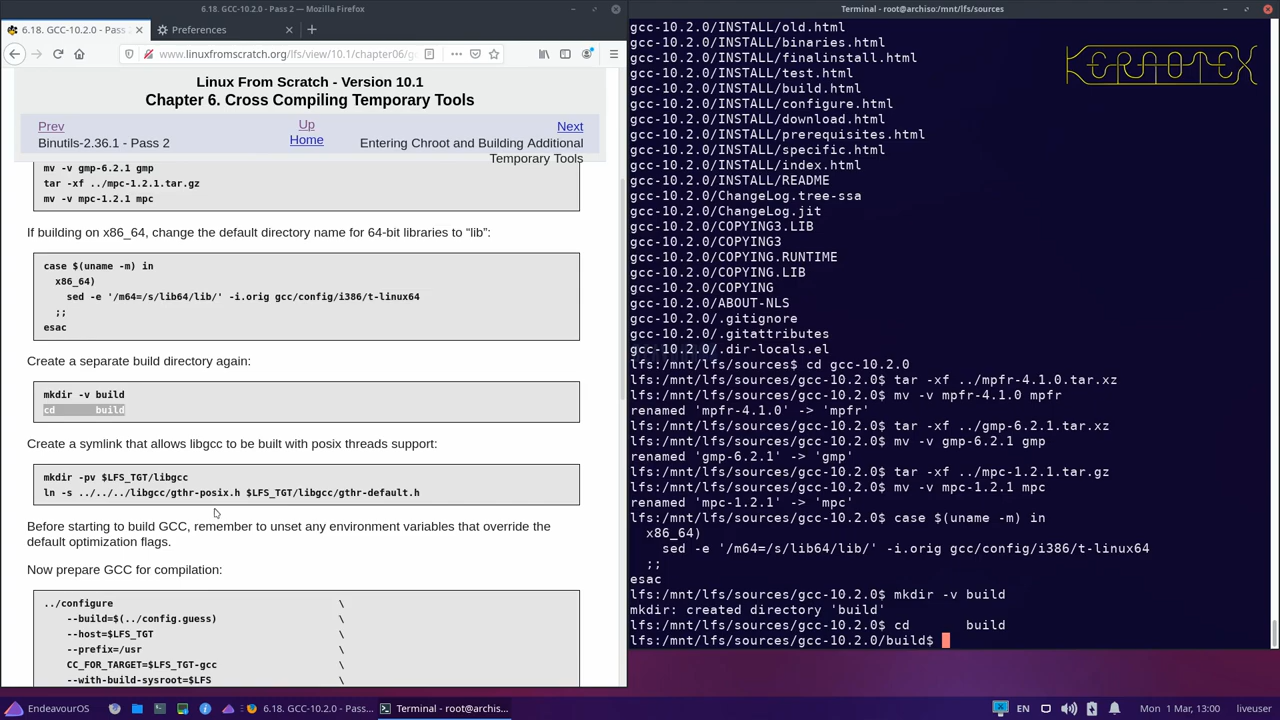 6.18. GCC-10.2.0 - Pass 2 — Mozilla Firefox
6.18. GCC-10.2.0 - Pass 2
Preferences
www.linuxfromscratch.org/lfs/view/10.1/chapter06/g
Linux From Scratch - Version 10.1
Chapter 6. Cross Compiling Temporary Tools
Prev
Up
Next
Binutils-2.36.1 - Pass 2
Home
Entering Chroot and Building Additional
Temporary Tools
mv -v gmp-6.2.1 gmp
tar -xf ../mpc-1.2.1.tar.gz
mv -v mpc-1.2.1 mpc
If building on x86_64, change the default directory name for 64-bit libraries to “lib”:
case $(uname -m) in
x86_64)
sed -e '/m64=/s/lib64/lib/' -i.orig gcc/config/i386/t-linux64
;;
esac
Create a separate build directory again:
mkdir -v build
cd       build
Create a symlink that allows libgcc to be built with posix threads support:
mkdir -pv $LFS_TGT/libgcc
ln -s ../../../libgcc/gthr-posix.h $LFS_TGT/libgcc/gthr-default.h
Before starting to build GCC, remember to unset any environment variables that override the
default optimization flags.
Now prepare GCC for compilation:
../configure \
--build=$(../config.guess) \
--host=$LFS_TGT \
--prefix=/usr \
CC_FOR_TARGET=$LFS_TGT-gcc \
--with-build-sysroot=$LFS \
Terminal - root@archiso:/mnt/lfs/sources
KERNOTEX
gcc-10.2.0/INSTALL/old.html
gcc-10.2.0/INSTALL/binaries.html
gcc-10.2.0/INSTALL/finalinstall.html
gcc-10.2.0/INSTALL/test.html
gcc-10.2.0/INSTALL/build.html
gcc-10.2.0/INSTALL/configure.html
gcc-10.2.0/INSTALL/download.html
gcc-10.2.0/INSTALL/prerequisites.html
gcc-10.2.0/INSTALL/specific.html
gcc-10.2.0/INSTALL/index.html
gcc-10.2.0/INSTALL/README
gcc-10.2.0/ChangeLog.tree-ssa
gcc-10.2.0/ChangeLog.jit
gcc-10.2.0/COPYING3.LIB
gcc-10.2.0/COPYING3
gcc-10.2.0/COPYING.RUNTIME
gcc-10.2.0/COPYING.LIB
gcc-10.2.0/COPYING
gcc-10.2.0/ABOUT-NLS
gcc-10.2.0/.gitignore
gcc-10.2.0/.gitattributes
gcc-10.2.0/.dir-locals.el
lfs:/mnt/lfs/sources$ cd gcc-10.2.0
lfs:/mnt/lfs/sources/gcc-10.2.0$ tar -xf ../mpfr-4.1.0.tar.xz
lfs:/mnt/lfs/sources/gcc-10.2.0$ mv -v mpfr-4.1.0 mpfr
renamed 'mpfr-4.1.0' -> 'mpfr'
lfs:/mnt/lfs/sources/gcc-10.2.0$ tar -xf ../gmp-6.2.1.tar.xz
lfs:/mnt/lfs/sources/gcc-10.2.0$ mv -v gmp-6.2.1 gmp
renamed 'gmp-6.2.1' -> 'gmp'
lfs:/mnt/lfs/sources/gcc-10.2.0$ tar -xf ../mpc-1.2.1.tar.gz
lfs:/mnt/lfs/sources/gcc-10.2.0$ mv -v mpc-1.2.1 mpc
renamed 'mpc-1.2.1' -> 'mpc'
lfs:/mnt/lfs/sources/gcc-10.2.0$ case $(uname -m) in
x86_64)
sed -e '/m64=/s/lib64/lib/' -i.orig gcc/config/i386/t-linux64
;;
esac
lfs:/mnt/lfs/sources/gcc-10.2.0$ mkdir -v build
mkdir: created directory 'build'
lfs:/mnt/lfs/sources/gcc-10.2.0$ cd       build
lfs:/mnt/lfs/sources/gcc-10.2.0/build$
EndeavourOS
6.18. GCC-10.2.0 - Pass...
Terminal - root@archis...
EN
Mon 1 Mar, 13:00
liveuser